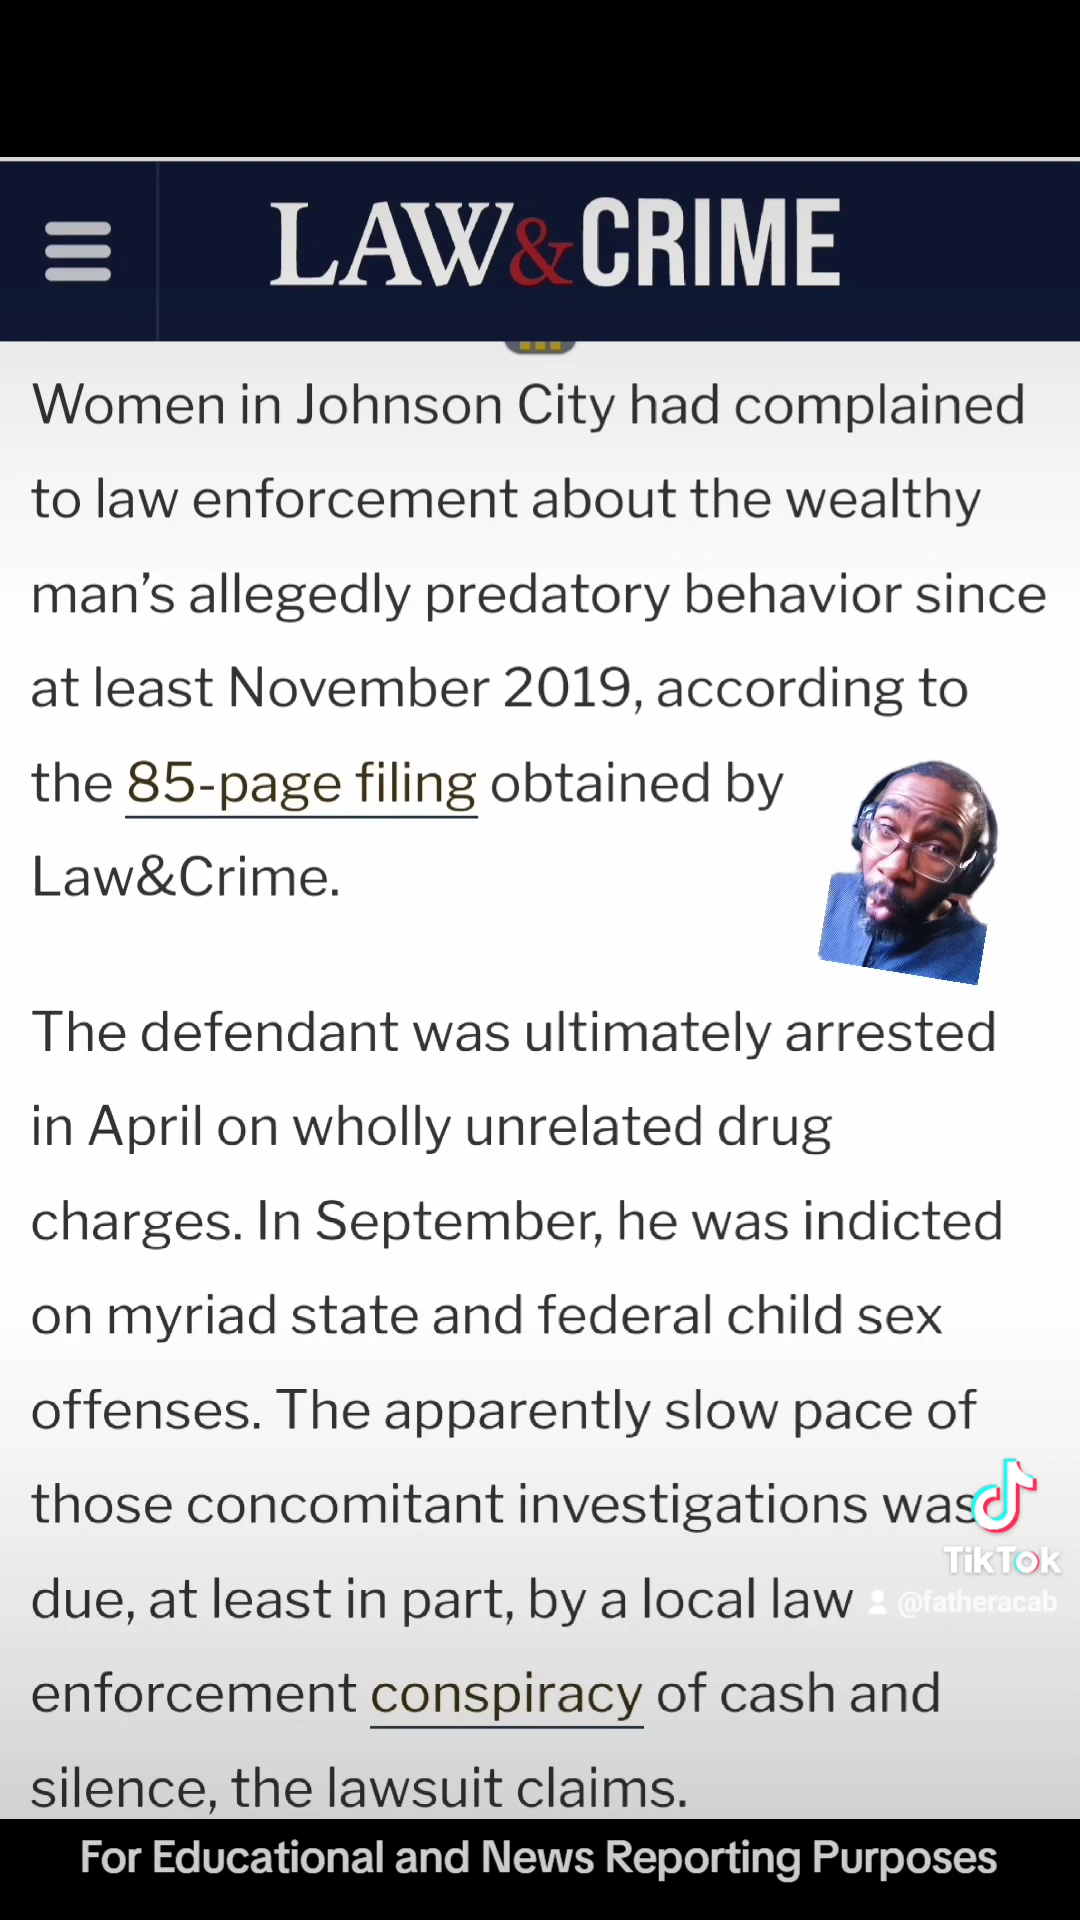 LAW&CRIME
Women in Johnson City had complained
to law enforcement about the wealthy
man’s allegedly predatory behavior since
at least November 2019, according to
the 85-page filing obtained by
Law&Crime.
The defendant was ultimately arrested
in April on wholly unrelated drug
charges. In September, he was indicted
on myriad state and federal child sex
offenses. The apparently slow pace of
those concomitant investigations was
TikTok
due, at least in part, by a local law
@fatheracab
enforcement conspiracy of cash and
silence, the lawsuit claims.
For Educational and News Reporting Purposes